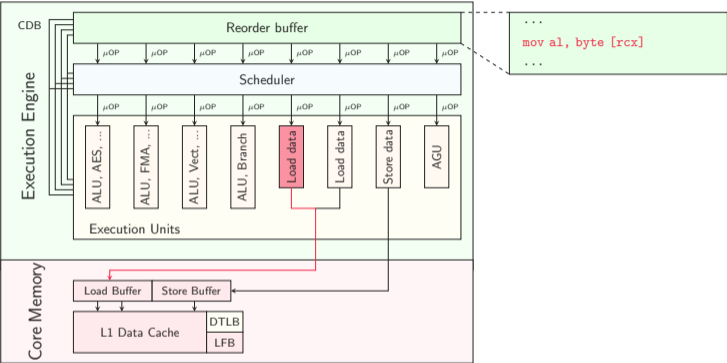 CDB
Reorder buffer
...
mov al, byte [rcx]
...
μOP μOP μOP μOP μOP μOP μOP μOP
Scheduler
μOP μOP μOP μOP μOP μOP μOP μOP
Execution Engine
ALU, AES, ...
ALU, FMA, ...
ALU, Vect, ...
ALU, Branch
Load data
Load data
Store data
AGU
Execution Units
Core Memory
Load Buffer
Store Buffer
L1 Data Cache
DTLB
LFB